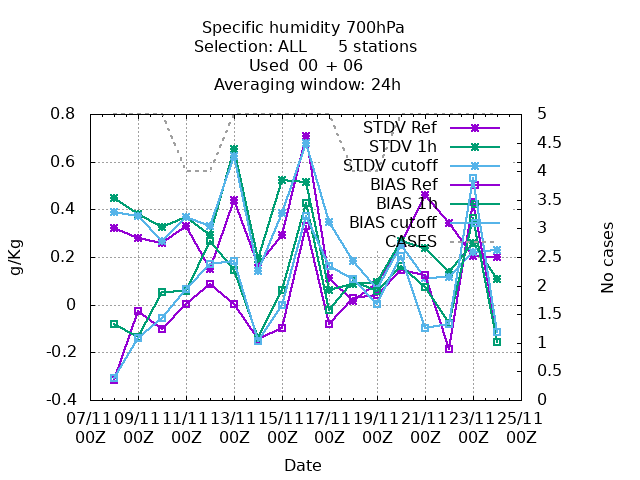 Specific humidity 700hPa
Selection: ALL 5 stations
Used 00 + 06
Averaging window: 24h
0.8
0.6
0.4
0.2
0
-0.2
-0.4
g/Kg
STDV Ref
STDV 1h
STDV cutoff
BIAS Ref
BIAS 1h
BIAS cutoff
CASES
5
4.5
4
3.5
3
2.5
2
1.5
1
0.5
0
No cases
07/11 09/11 11/11 13/11 15/11 17/11 19/11 21/11 23/11 25/11
00Z 00Z 00Z 00Z 00Z 00Z 00Z 00Z 00Z 00Z
Date